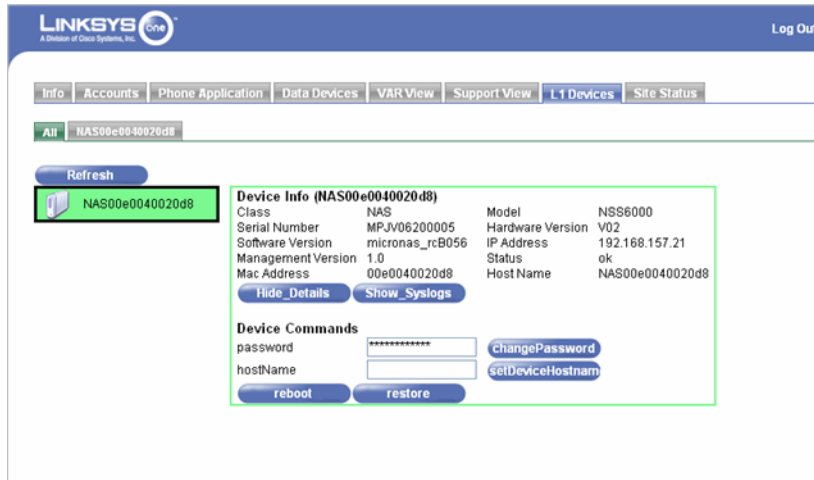 LINKSYS one
A Division of Cisco Systems, Inc.
Log Out
Info Accounts Phone Application Data Devices VAR View Support View L1 Devices Site Status
All NAS00e0040020d8
Refresh
NAS00e0040020d8
Device Info (NAS00e0040020d8)
Class NAS Model NSS6000
Serial Number MPJV06200005 Hardware Version V02
Software Version micronas_rcB056 IP Address 192.168.157.21
Management Version 1.0 Status ok
Mac Address 00e0040020d8 Host Name NAS00e0040020d8
Hide_Details Show_Syslogs
Device Commands
password ************ changePassword
hostName setDeviceHostnam
reboot restore